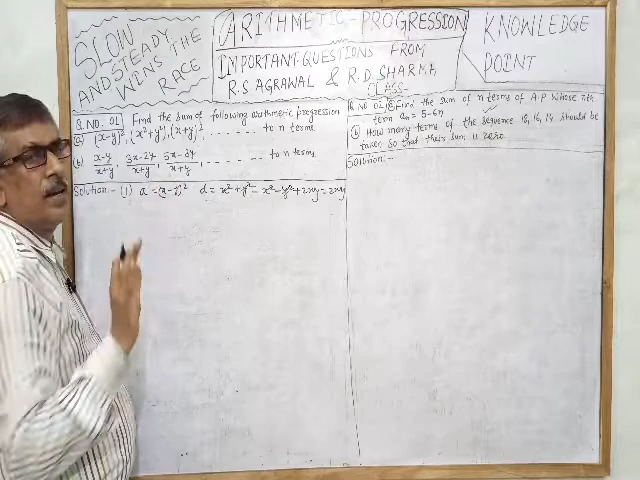 SLOW
AND STEADY
WINS THE
RACE
ARITHMETIC-PROGRESSION
IMPORTANT-QUESTIONS FROM
R.S AGRAWAL & R.D SHARMA
CLASS-
KNOWLEDGE
POINT
Q.NO.01 Find the sum of following arithmetic progression
(a) (x-y)², (x²+y²), (x+y)², ........ to n terms.
(b) x-y/x+y, 3x-2y/x+y, 5x-3y/x+y, ........ to n terms.
Solution:- (1) a = (x-y)² d = x²+y²-x²-y²+2xy = 2xy
Q.NO 02 (a) Find the sum of n terms of A.P whose nth
term an = 5-6n
(b) How many terms of the sequence 18, 16, 14 should be
taken so that their sum is zero.
Solution:-